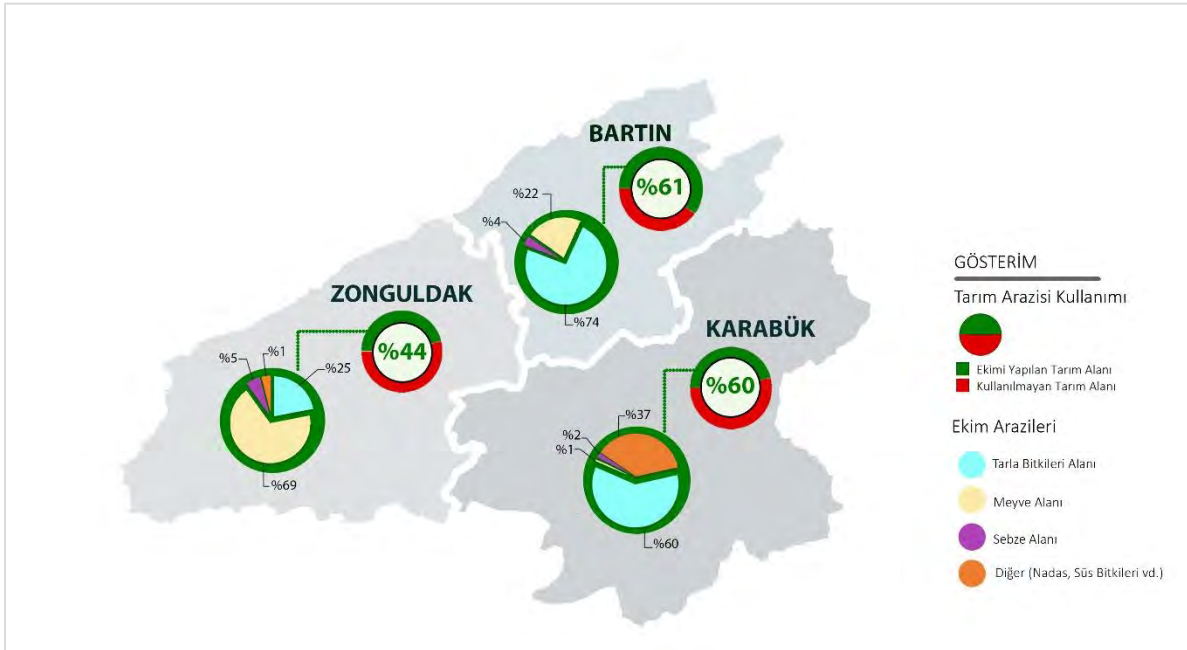 BARTIN
%61
%22
%4
%74
ZONGULDAK
%44
%5
%1
%25
%69
KARABÜK
%60
%37
%2
%1
%60
GÖSTERİM
Tarım Arazisi Kullanımı
Ekimi Yapılan Tarım Alanı
Kullanılmayan Tarım Alanı
Ekim Arazileri
Tarla Bitkileri Alanı
Meyve Alanı
Sebze Alanı
Diğer (Nadas, Süs Bitkileri vd.)